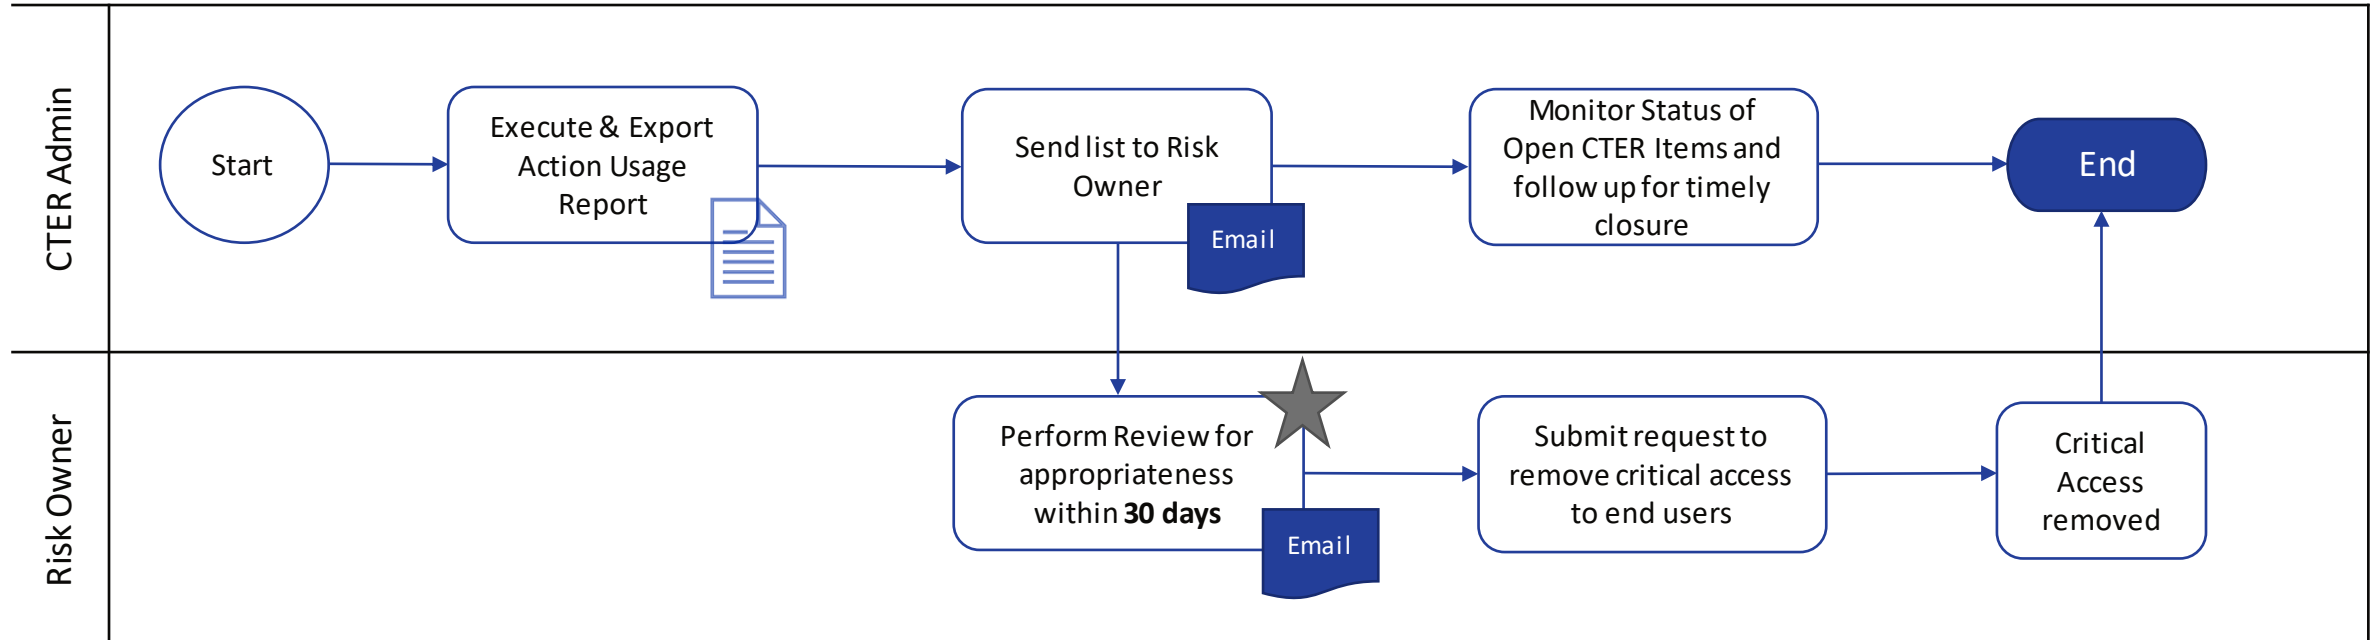 CTER Admin
Start
Execute & Export
Action Usage
Report
Send list to Risk
Owner
Email
Monitor Status of
Open CTER Items and
follow up for timely
closure
End
Risk Owner
Perform Review for
appropriateness
within 30 days
Email
Submit request to
remove critical access
to end users
Critical
Access
removed